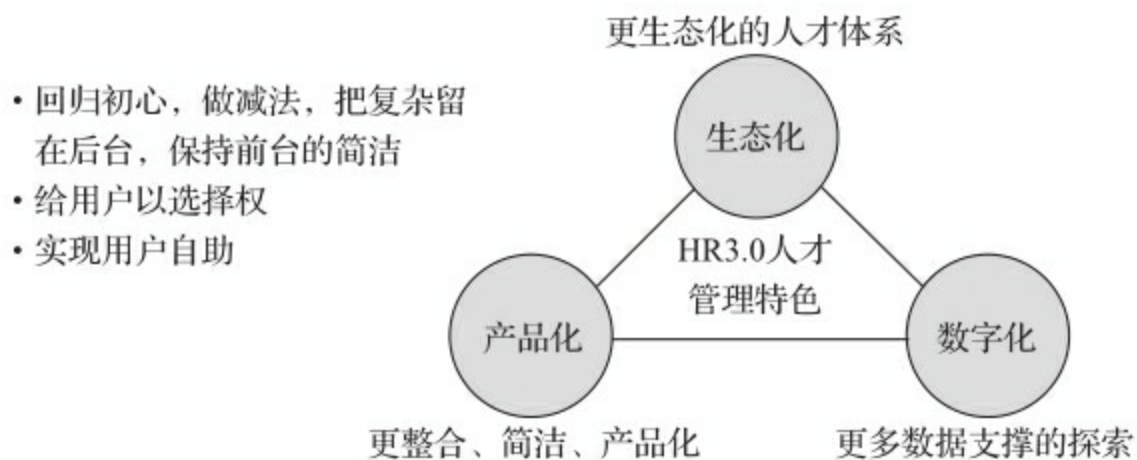 更生态化的人才体系
• 回归初心，做减法，把复杂留
在后台，保持前台的简洁
• 给用户以选择权
• 实现用户自助
生态化
HR3.0人才
管理特色
产品化
数字化
更整合、简洁、产品化
更多数据支撑的探索